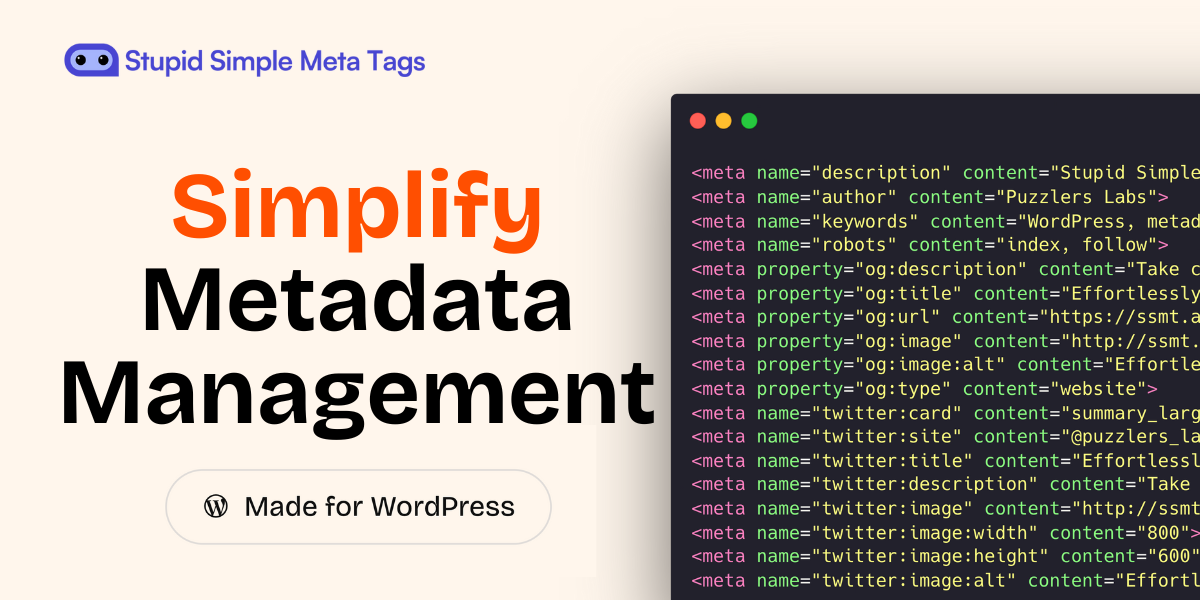 Stupid Simple Meta Tags
Simplify
Metadata
Management
Made for WordPress
<meta name="description" content="Stupid Simple
<meta name="author" content="Puzzlers Labs">
<meta name="keywords" content="WordPress, metad
<meta name="robots" content="index, follow">
<meta property="og:description" content="Take c
<meta property="og:title" content="Effortlessly
<meta property="og:url" content="https://ssmt.a
<meta property="og:image" content="http://ssmt.
<meta property="og:image:alt" content="Effortle
<meta property="og:type" content="website">
<meta name="twitter:card" content="summary_larg
<meta name="twitter:site" content="@puzzlers_la
<meta name="twitter:title" content="Effortlessl
<meta name="twitter:description" content="Take
<meta name="twitter:image" content="http://ssmt
<meta name="twitter:image:width" content="800">
<meta name="twitter:image:height" content="600"
<meta name="twitter:image:alt" content="Effortl